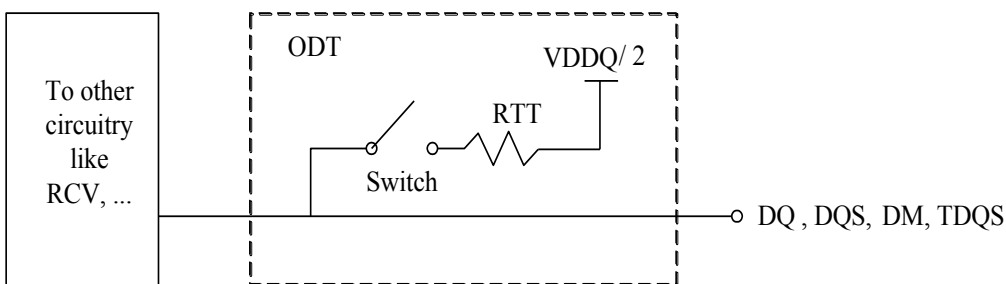 To other
circuitry
like
RCV, ...
ODT
VDDQ/ 2
RTT
Switch
DQ , DQS, DM, TDQS